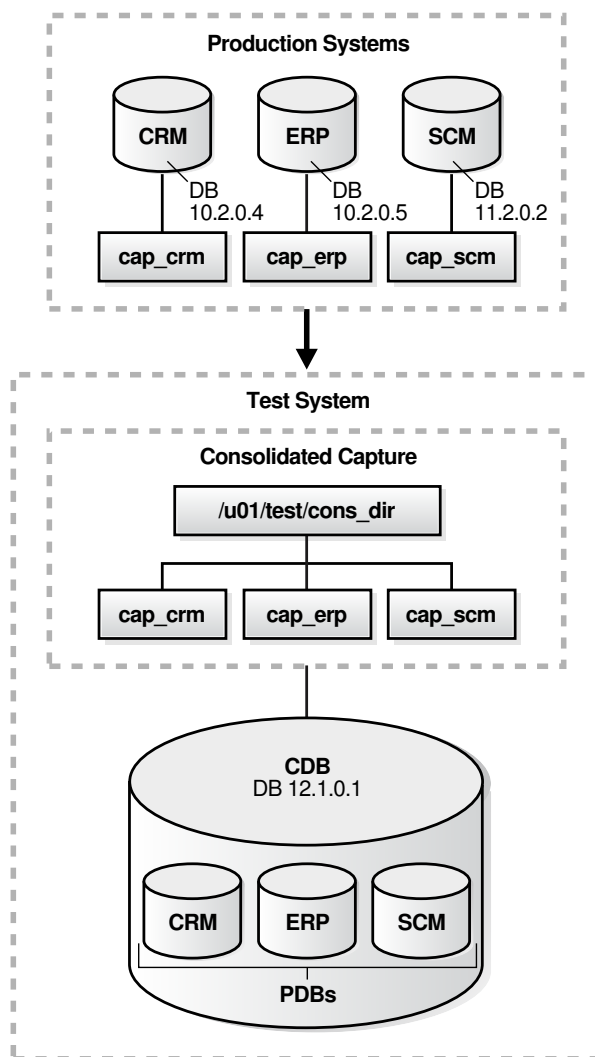 Production Systems
CRM
ERP
SCM
DB
10.2.0.4
DB
10.2.0.5
DB
11.2.0.2
cap_crm
cap_erp
cap_scm
Test System
Consolidated Capture
/u01/test/cons_dir
cap_crm
cap_erp
cap_scm
CDB
DB 12.1.0.1
CRM
ERP
SCM
PDBs